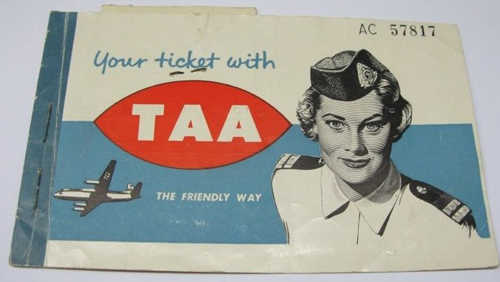 AC 57817
Your ticket with
TAA
THE FRIENDLY WAY